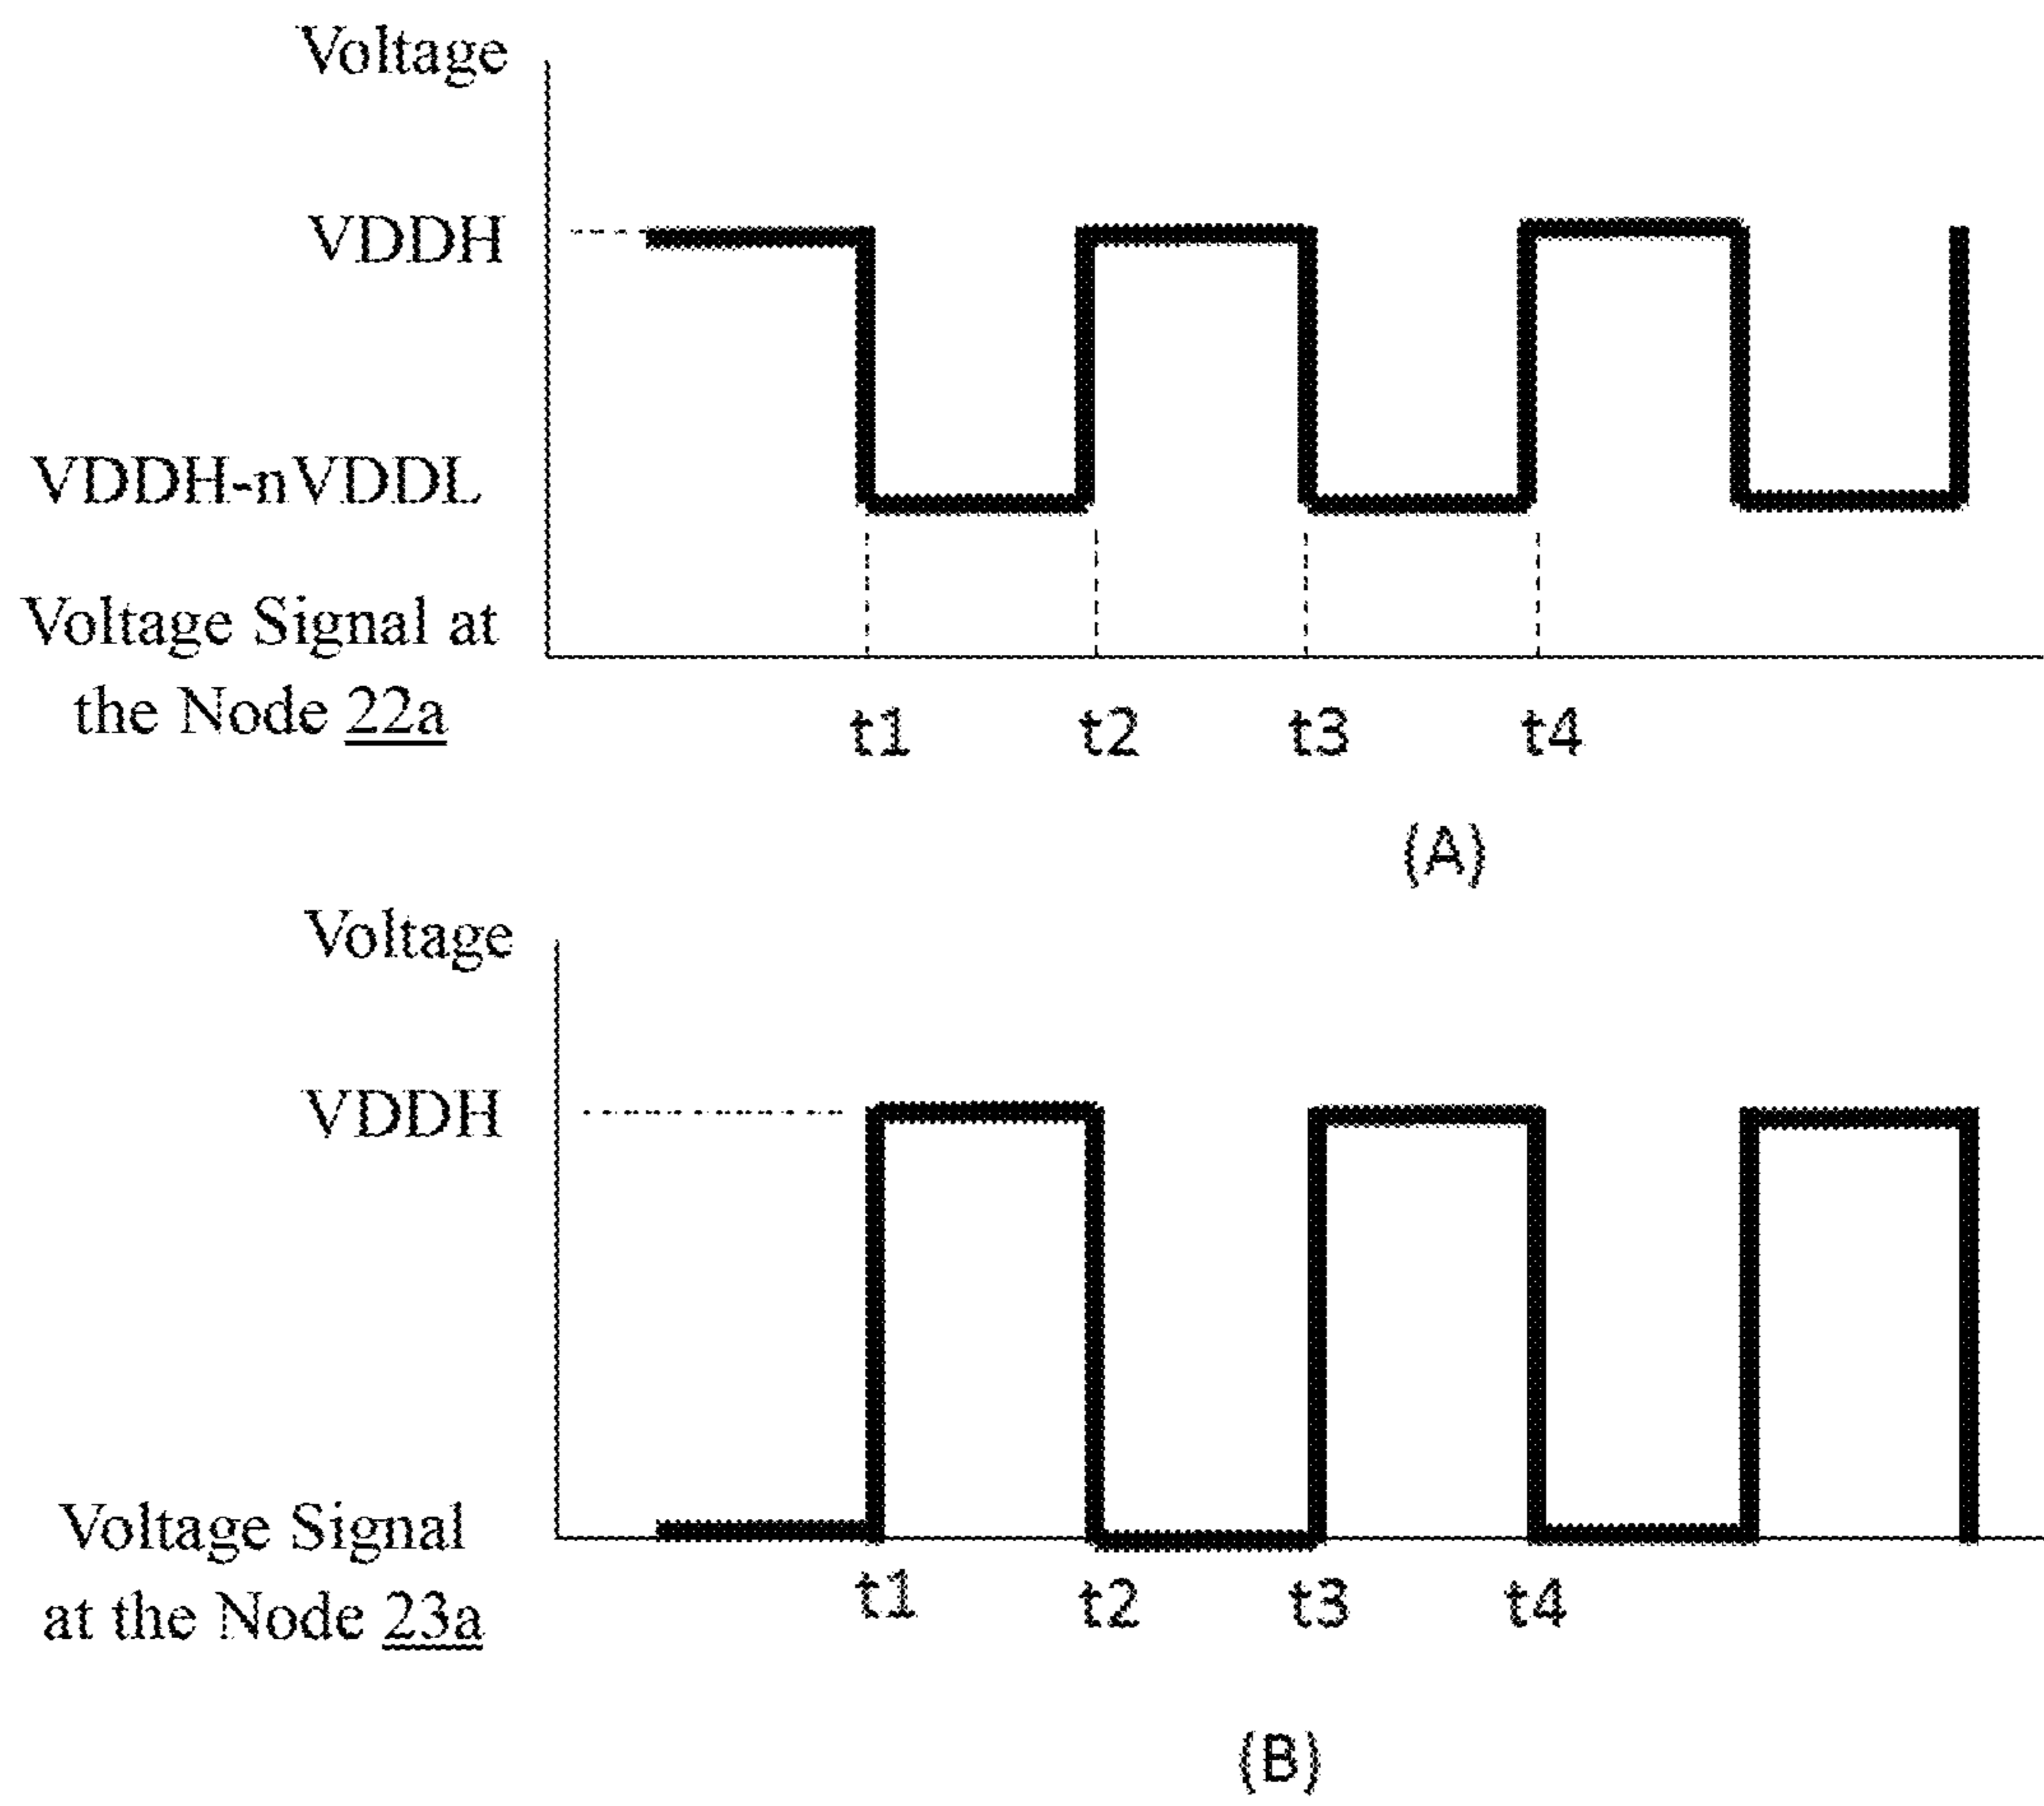 Voltage
VDDH
VDDH-nVDDL
Voltage Signal at
the Node 22a
t1 t2 t3 t4
(A)
Voltage
VDDH
Voltage Signal
at the Node 23a
t1 t2 t3 t4
(B)